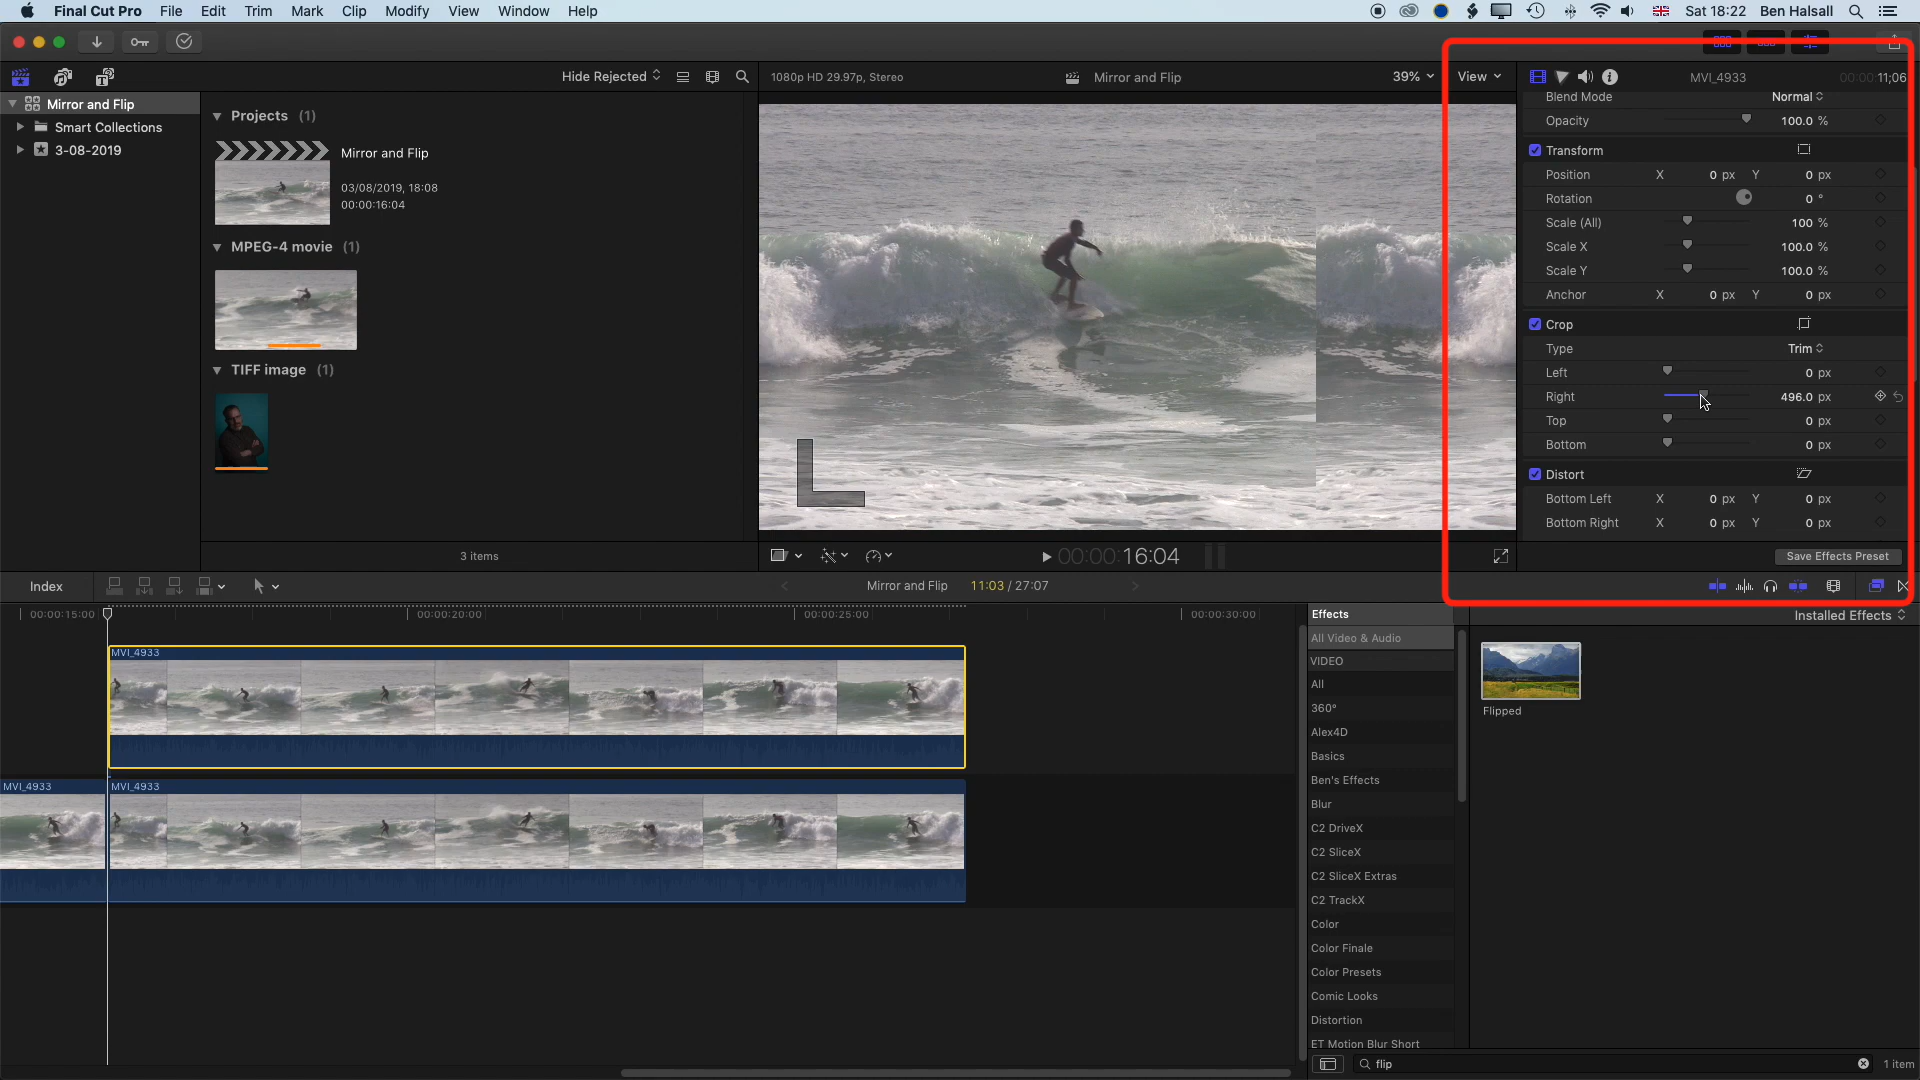 Final Cut Pro File Edit Trim Mark Clip Modify View Window Help Sat 18:22 Ben Halsall
Hide Rejected 1080p HD 29.97p, Stereo Mirror and Flip 39% View MVI_4933 00:00:11;06
Mirror and Flip
Smart Collections
3-08-2019
Projects (1)
Mirror and Flip
03/08/2019, 18:08
00:00:16:04
MPEG-4 movie (1)
TIFF image (1)
3 items
L
00:00:16:04
Blend Mode Normal
Opacity 100.0 %
Transform
Position X 0 px Y 0 px
Rotation 0 °
Scale (All) 100 %
Scale X 100.0 %
Scale Y 100.0 %
Anchor X 0 px Y 0 px
Crop
Type Trim
Left 0 px
Right 496.0 px
Top 0 px
Bottom 0 px
Distort
Bottom Left X 0 px Y 0 px
Bottom Right X 0 px Y 0 px
Save Effects Preset
Index Mirror and Flip 11:03 / 27:07
00:00:15:00 00:00:20:00 00:00:25:00 00:00:30:00
MVI_4933
MVI_4933 MVI_4933
Effects Installed Effects
All Video & Audio
VIDEO
All
360°
Alex4D
Basics
Ben's Effects
Blur
C2 DriveX
C2 SliceX
C2 SliceX Extras
C2 TrackX
Color
Color Finale
Color Presets
Comic Looks
Distortion
ET Motion Blur Short
Flipped
flip 1 item